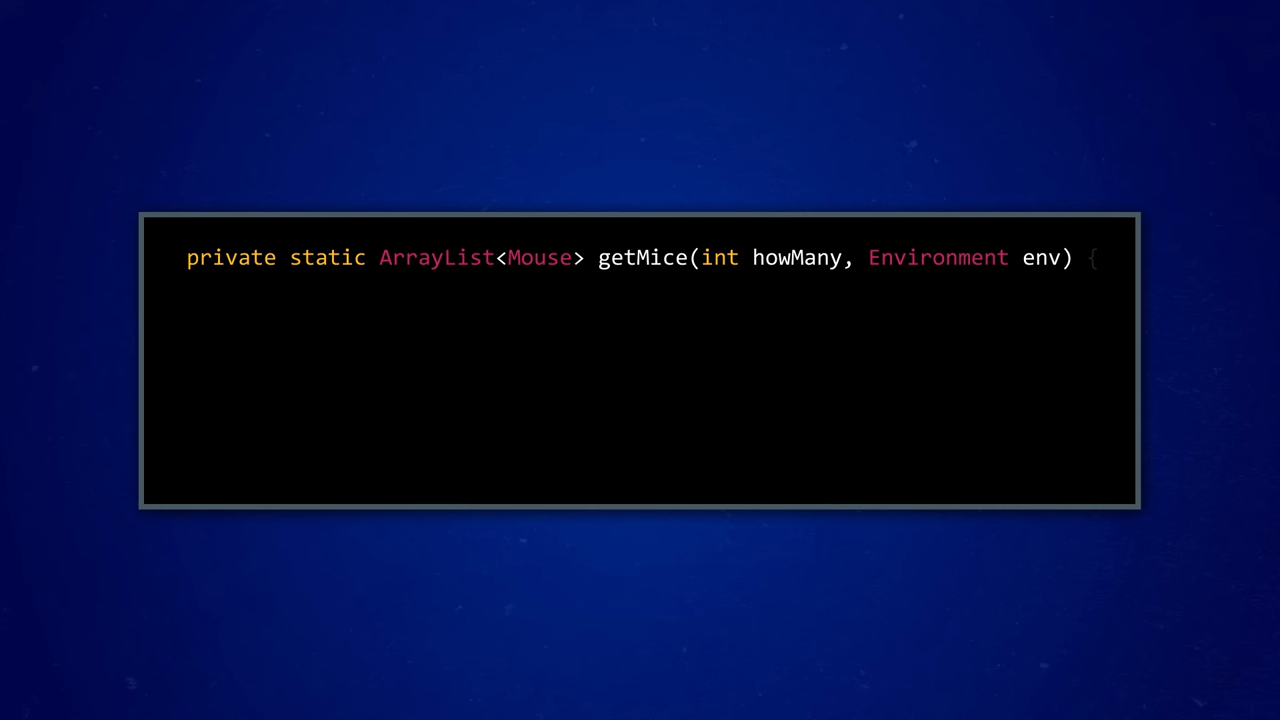 private static ArrayList<Mouse> getMice(int howMany, Environment env) {